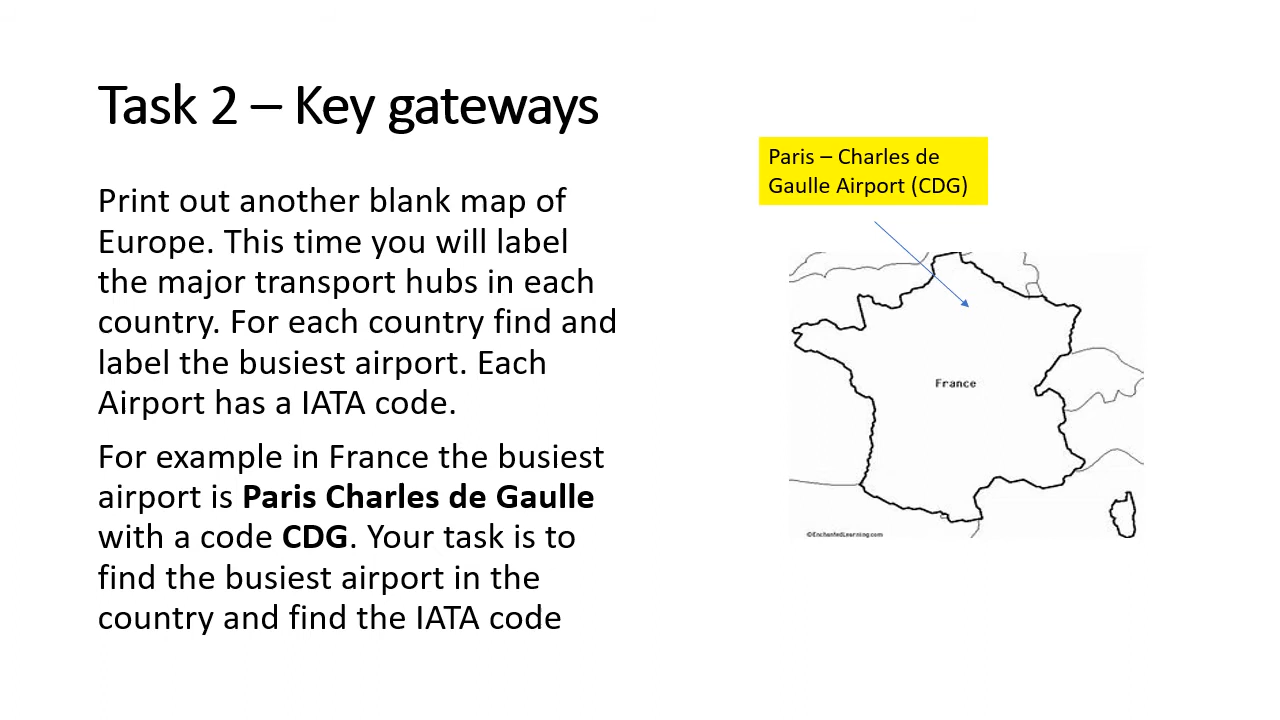 Task 2 – Key gateways
Print out another blank map of
Europe. This time you will label
the major transport hubs in each
country. For each country find and
label the busiest airport. Each
Airport has a IATA code.
For example in France the busiest
airport is Paris Charles de Gaulle
with a code CDG. Your task is to
find the busiest airport in the
country and find the IATA code
Paris – Charles de
Gaulle Airport (CDG)
France
©EnchantedLearning.com